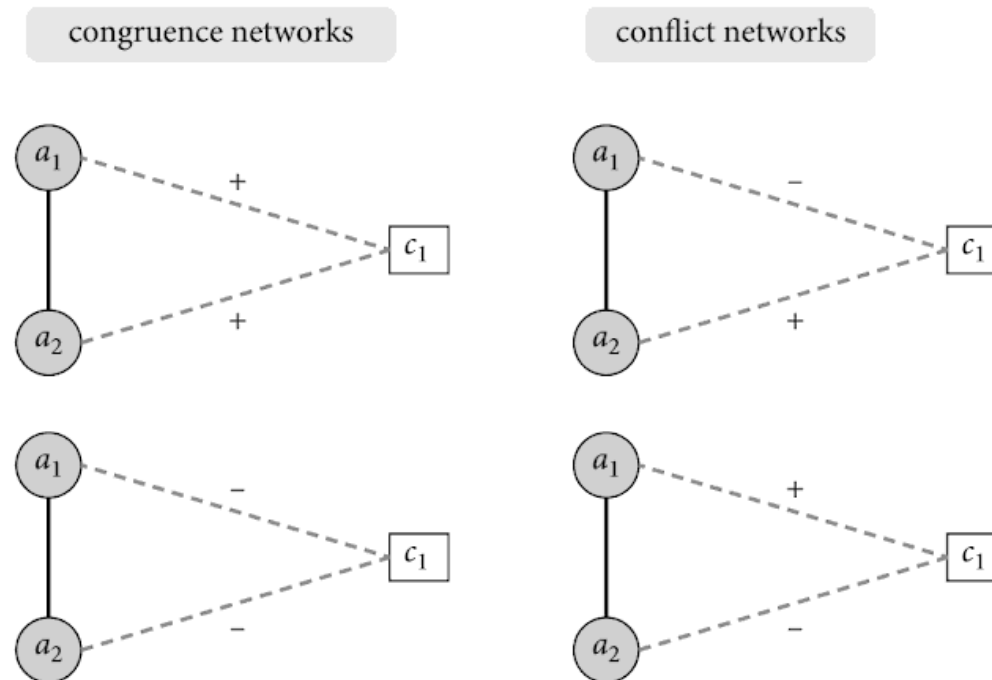 congruence networks
conflict networks
a₁
+
c₁
+
a₂
a₁
–
c₁
+
a₂
a₁
–
c₁
–
a₂
a₁
+
c₁
–
a₂